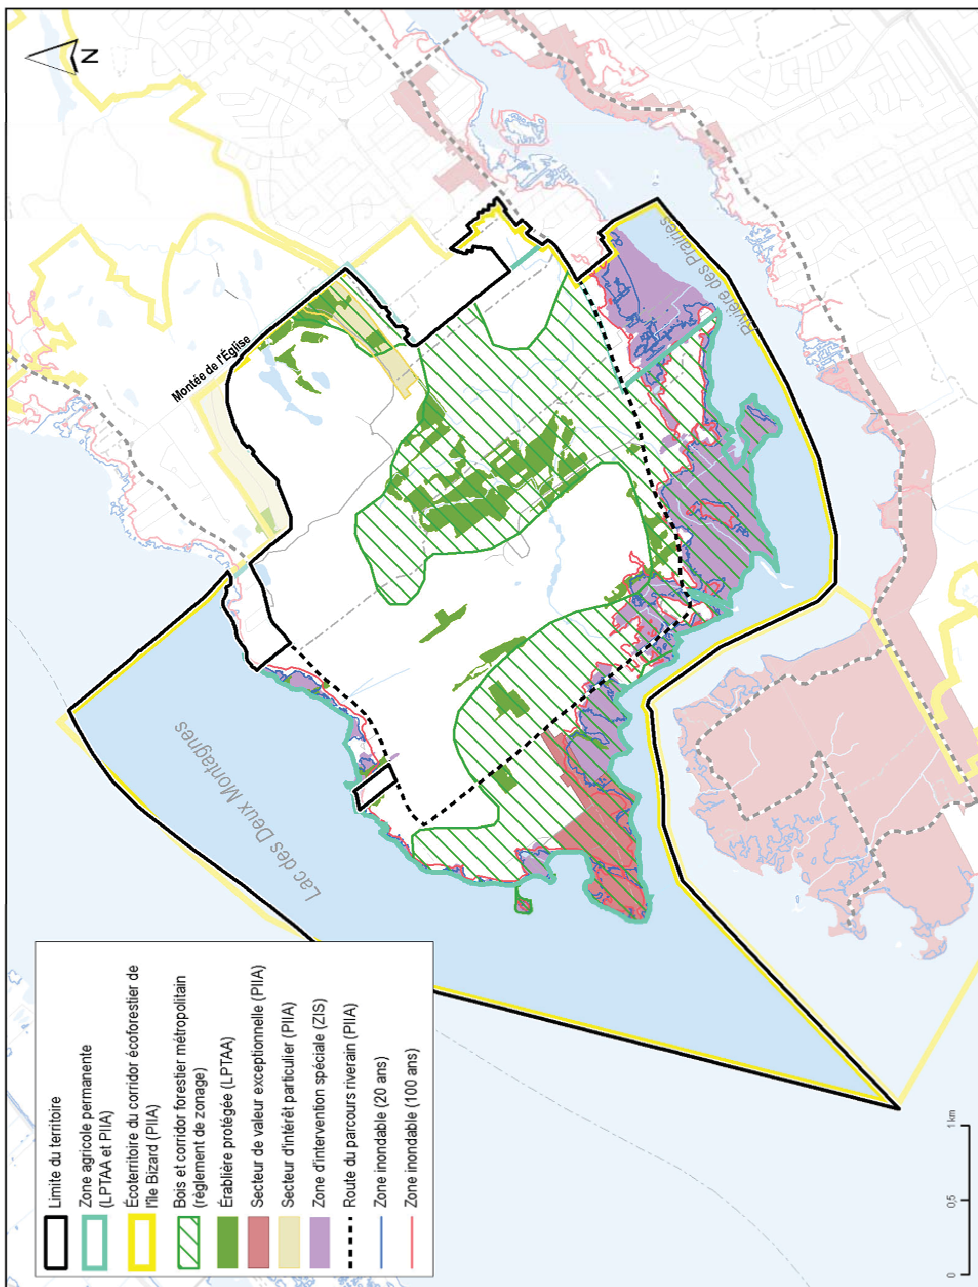 N
Montée de l'Église
Lac des Deux Montagnes
Rivière des Prairies
Limite du territoire
Zone agricole permanente
(LPTAA et PIIA)
Écoterritoire du corridor écoforestier de
l'île Bizard (PIIA)
Bois et corridor forestier métropolitain
(règlement de zonage)
Érablière protégée (LPTAA)
Secteur de valeur exceptionnelle (PIIA)
Secteur d'intérêt particulier (PIIA)
Zone d'intervention spéciale (ZIS)
Route du parcours riverain (PIIA)
Zone inondable (20 ans)
Zone inondable (100 ans)
0 0,5 1 km